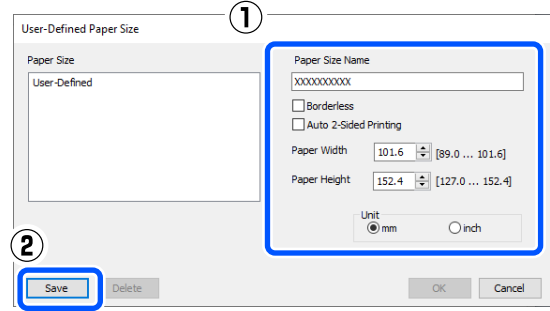 ①
User-Defined Paper Size
Paper Size
User-Defined
Paper Size Name
XXXXXXXXXX
Borderless
Auto 2-Sided Printing
Paper Width 101.6 [89.0 ... 101.6]
Paper Height 152.4 [127.0 ... 152.4]
Unit
mm inch
②
Save Delete OK Cancel